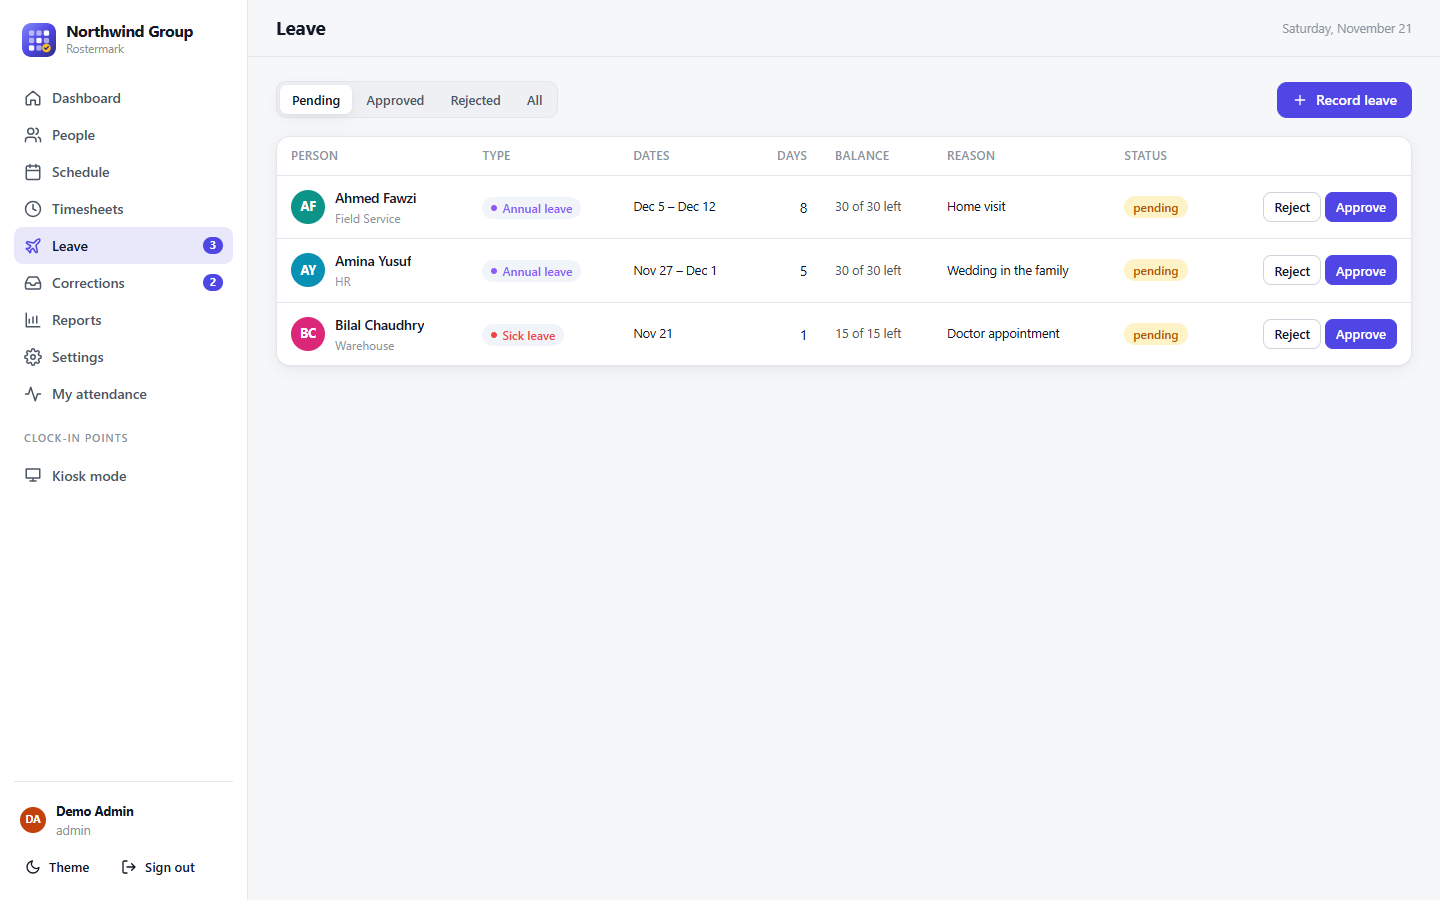 Northwind Group
Rostermark
Dashboard
People
Schedule
Timesheets
Leave 3
Corrections 2
Reports
Settings
My attendance
CLOCK-IN POINTS
Kiosk mode
DA Demo Admin
admin
Theme Sign out
Leave Saturday, November 21
Pending Approved Rejected All + Record leave
PERSON TYPE DATES DAYS BALANCE REASON STATUS
AF Ahmed Fawzi
Field Service
Annual leave Dec 5 – Dec 12 8 30 of 30 left Home visit pending Reject Approve
AY Amina Yusuf
HR
Annual leave Nov 27 – Dec 1 5 30 of 30 left Wedding in the family pending Reject Approve
BC Bilal Chaudhry
Warehouse
Sick leave Nov 21 1 15 of 15 left Doctor appointment pending Reject Approve